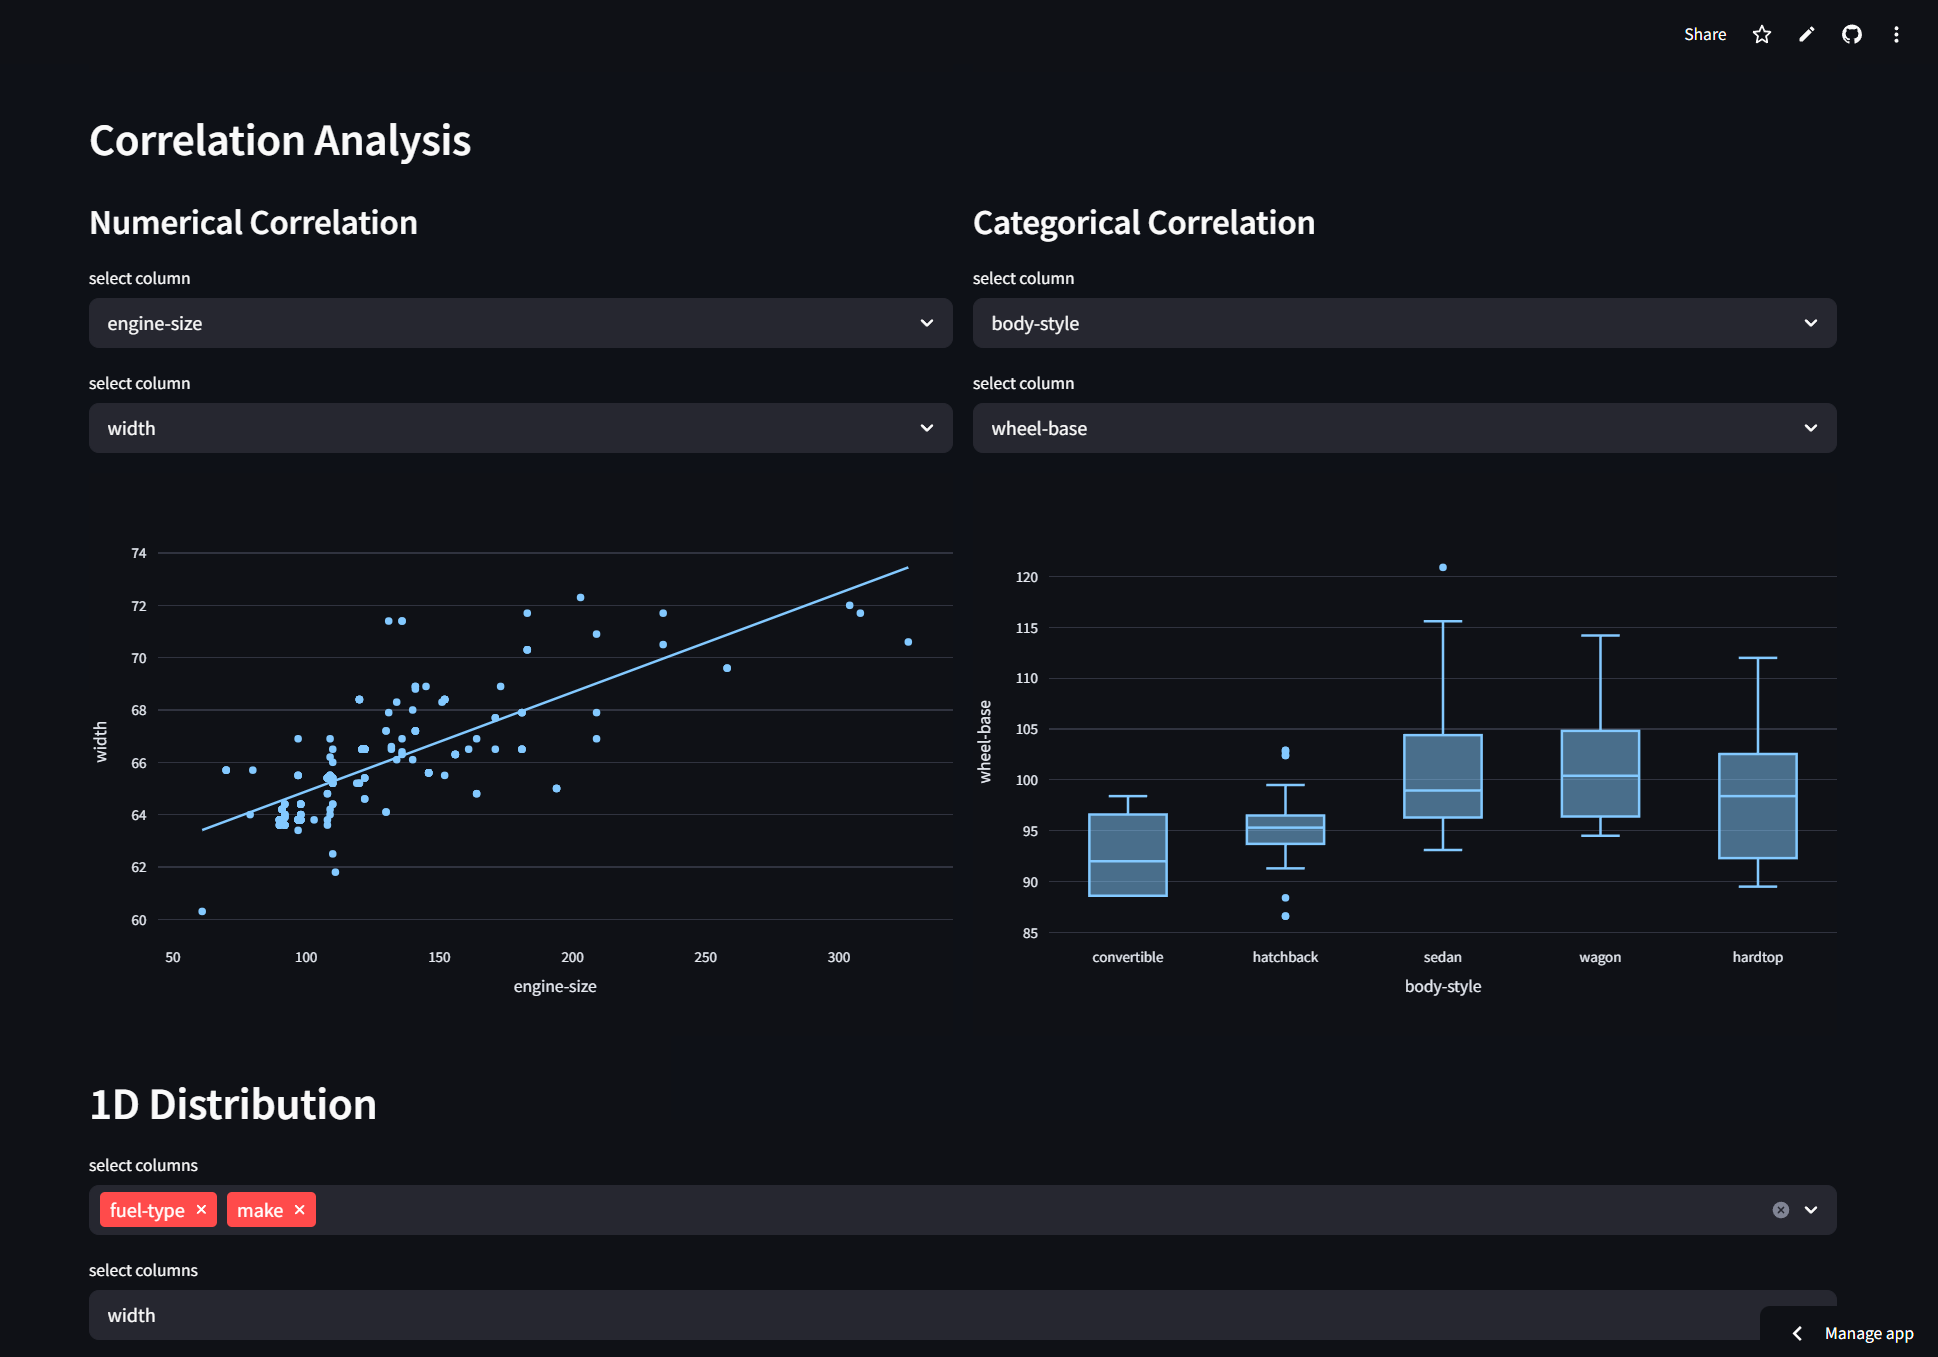 Share
Correlation Analysis
Numerical Correlation
select column
engine-size
select column
width
74
72
70
68
66
64
62
60
width
50 100 150 200 250 300
engine-size
Categorical Correlation
select column
body-style
select column
wheel-base
120
115
110
105
100
95
90
85
wheel-base
convertible hatchback sedan wagon hardtop
body-style
1D Distribution
select columns
fuel-type make
select columns
width
Manage app